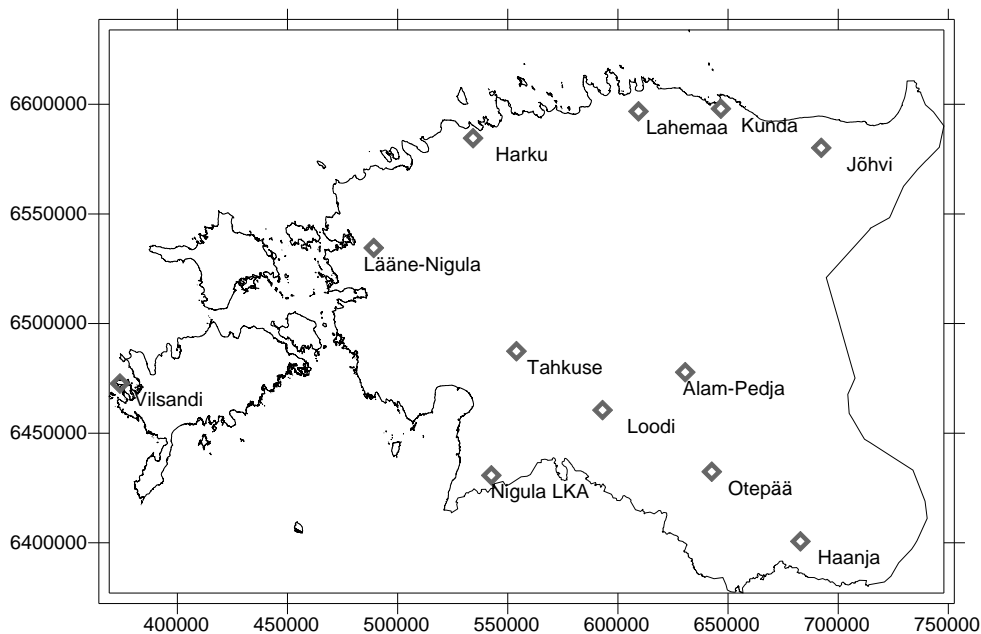 6600000
Lahemaa
Kunda
Harku
Jõhvi
6550000
Lääne-Nigula
6500000
Tahkuse
Alam-Pedja
Vilsandi
Loodi
6450000
Nigula LKA
Otepää
6400000
Haanja
400000 450000 500000 550000 600000 650000 700000 750000